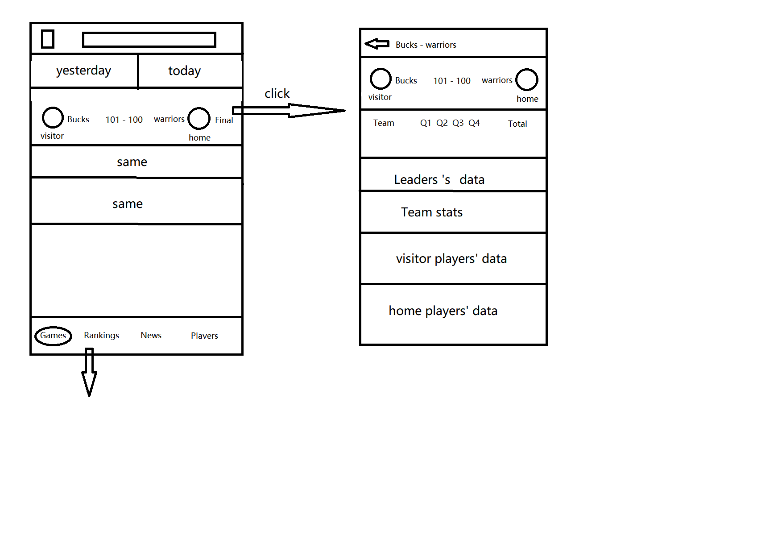 yesterday today
click
Bucks 101 - 100 warriors Final
visitor home
same
same
Games Rankings News Players
Bucks - warriors
Bucks 101 - 100 warriors
visitor home
Team Q1 Q2 Q3 Q4 Total
Leaders 's data
Team stats
visitor players' data
home players' data